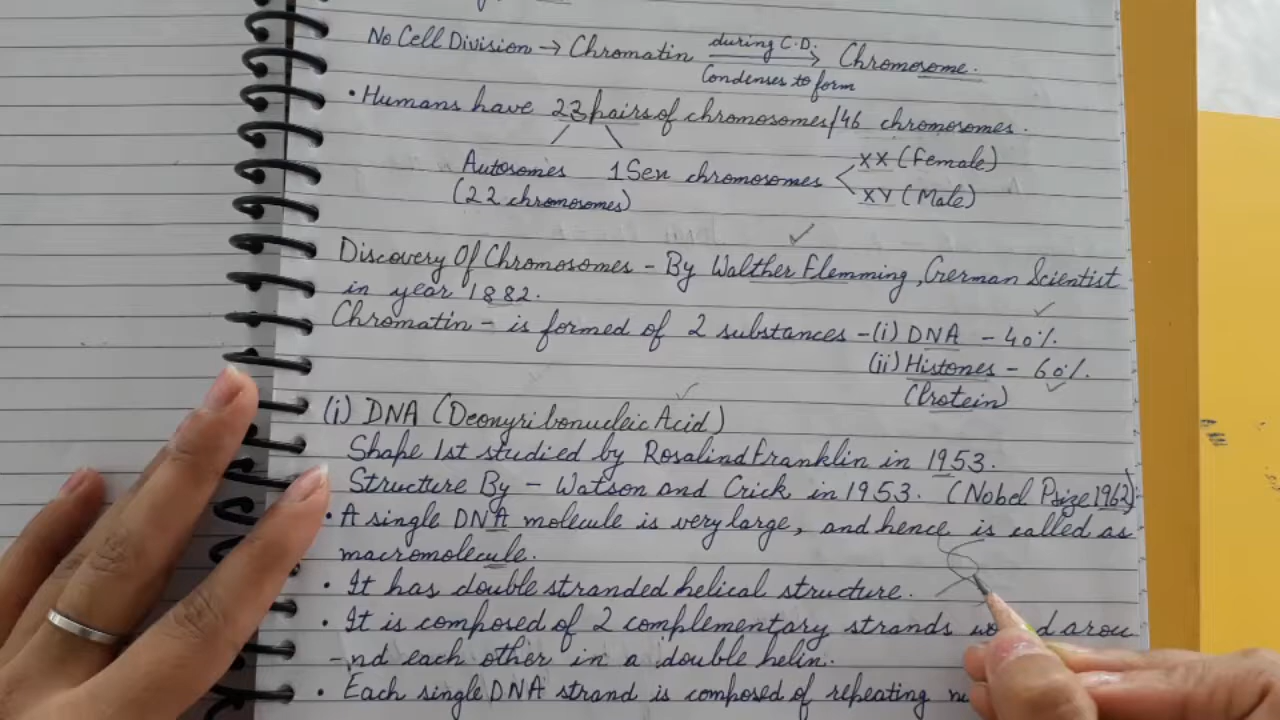 No Cell Division → Chromatin during C.D. Condenses to form → Chromosome.
• Humans have 23 pairs of chromosomes/46 chromosomes.
Autosomes 1 Sex chromosomes XX (Female)
(22 chromosomes) XY (Male)
Discovery Of Chromosomes - By Walther Flemming, German Scientist
in year 1882.
Chromatin - is formed of 2 substances - (i) DNA - 40%.
(ii) Histones - 60%.
(Protein)
(i) DNA (Deoxyribonucleic Acid)
Shape 1st studied by Rosalind Franklin in 1953.
Structure By - Watson and Crick in 1953. (Nobel Prize 1962)
• A single DNA molecule is very large, and hence is called as
macromolecule.
• It has double stranded helical structure.
• It is composed of 2 complementary strands arou
-nd each other in a double helix.
• Each single DNA strand is composed of repeating